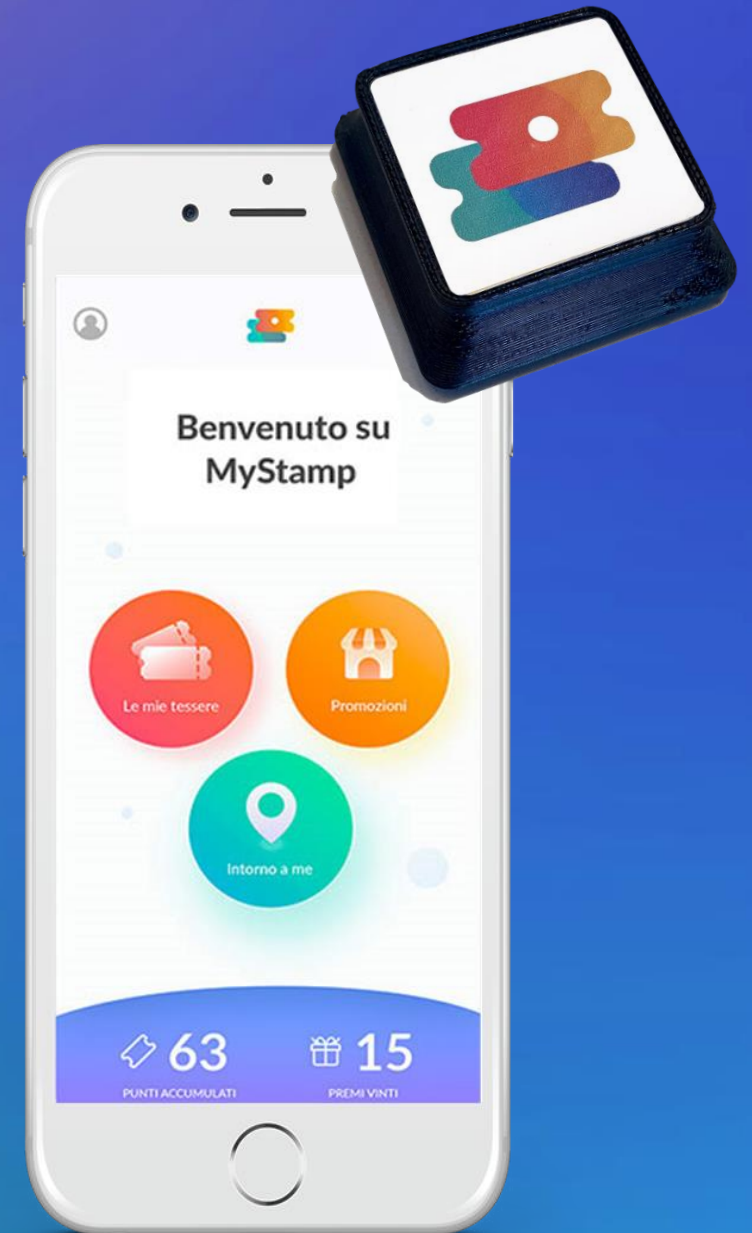 Benvenuto su
MyStamp
Le mie tessere
Promozioni
Intorno a me
63
PUNTI ACCUMULATI
15
PREMI VINTI